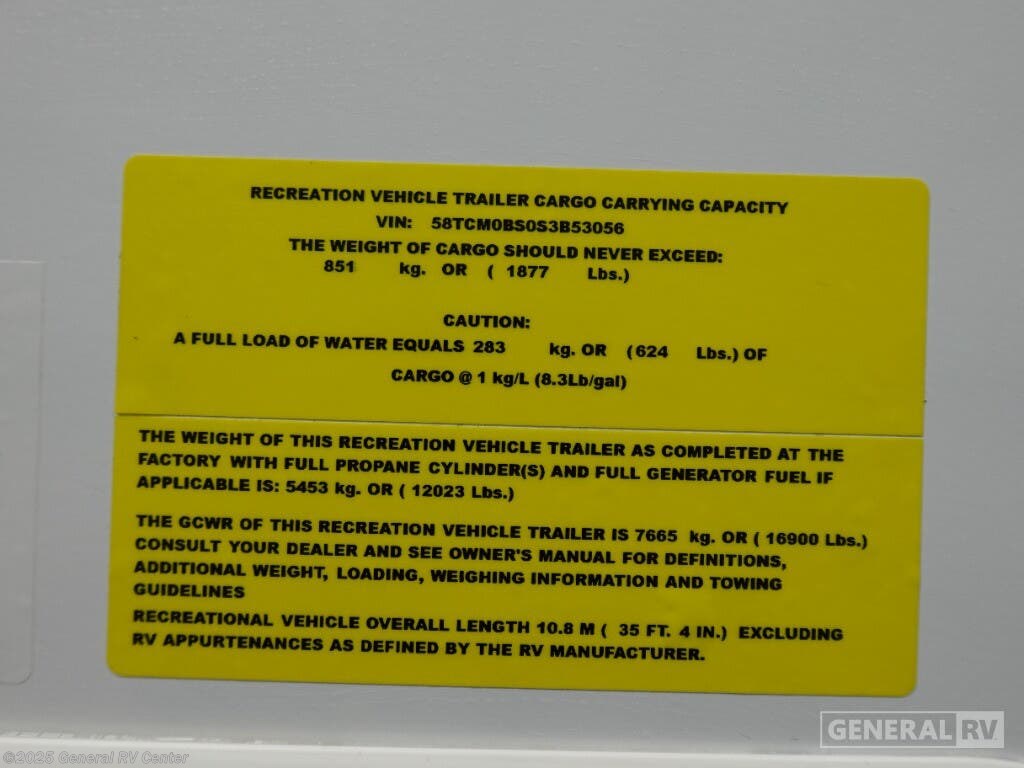 RECREATION VEHICLE TRAILER CARGO CARRYING CAPACITY
VIN: 58TCM0BS0S3B53056
THE WEIGHT OF CARGO SHOULD NEVER EXCEED:
851 kg. OR ( 1877 Lbs.)
CAUTION:
A FULL LOAD OF WATER EQUALS 283 kg. OR (624 Lbs.) OF
CARGO @ 1 kg/L (8.3Lb/gal)
THE WEIGHT OF THIS RECREATION VEHICLE TRAILER AS COMPLETED AT THE
FACTORY WITH FULL PROPANE CYLINDER(S) AND FULL GENERATOR FUEL IF
APPLICABLE IS: 5453 kg. OR ( 12023 Lbs.)
THE GCWR OF THIS RECREATION VEHICLE TRAILER IS 7665 kg. OR ( 16900 Lbs.)
CONSULT YOUR DEALER AND SEE OWNER'S MANUAL FOR DEFINITIONS,
ADDITIONAL WEIGHT, LOADING, WEIGHING INFORMATION AND TOWING
GUIDELINES
RECREATIONAL VEHICLE OVERALL LENGTH 10.8 M ( 35 FT. 4 IN.) EXCLUDING
RV APPURTENANCES AS DEFINED BY THE RV MANUFACTURER.
GENERAL RV
©2025 General RV Center